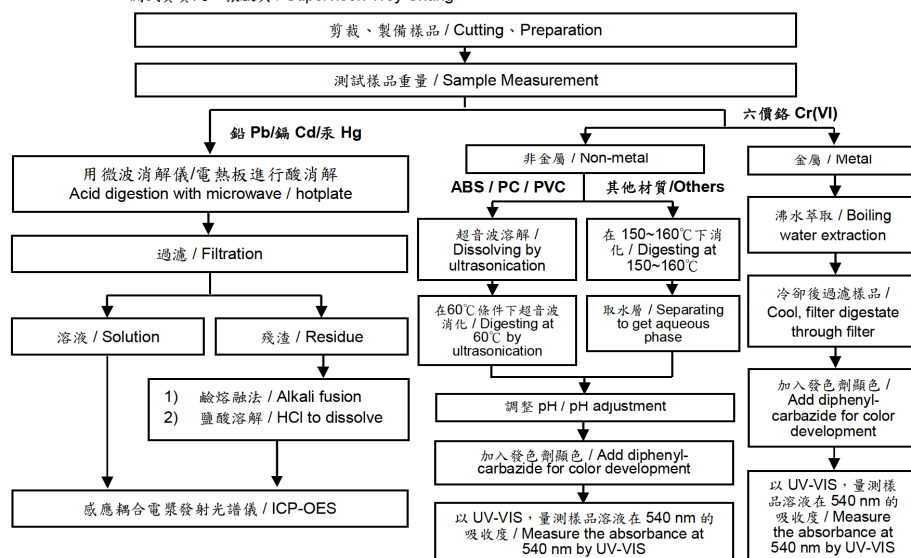 Supervisor: Troy Chang
剪裁、製備樣品 / Cutting、Preparation
測試樣品重量 / Sample Measurement
鉛 Pb/鎘 Cd/汞 Hg
六價鉻 Cr(VI)
用微波消解儀/電熱板進行酸消解
Acid digestion with microwave / hotplate
過濾 / Filtration
溶液 / Solution
殘渣 / Residue
1) 鹼熔融法 / Alkali fusion
2) 鹽酸溶解 / HCl to dissolve
感應耦合電漿發射光譜儀 / ICP-OES
非金屬 / Non-metal
ABS / PC / PVC
其他材質/Others
超音波溶解 /
Dissolving by
ultrasonication
在60℃條件下超音波
消化 / Digesting at
60℃ by
ultrasonication
在 150~160℃下消
化 / Digesting at
150~160℃
取水層 / Separating
to get aqueous
phase
調整 pH / pH adjustment
加入發色劑顯色 / Add diphenyl-
carbazide for color development
以 UV-VIS，量測樣品溶液在 540 nm 的
吸收度 / Measure the absorbance at
540 nm by UV-VIS
金屬 / Metal
沸水萃取 / Boiling
water extraction
冷卻後過濾樣品 /
Cool, filter digestate
through filter
加入發色劑顯色 /
Add diphenyl-
carbazide for color
development
以 UV-VIS，量測樣
品溶液在 540 nm 的
吸收度 / Measure
the absorbance at
540 nm by UV-VIS